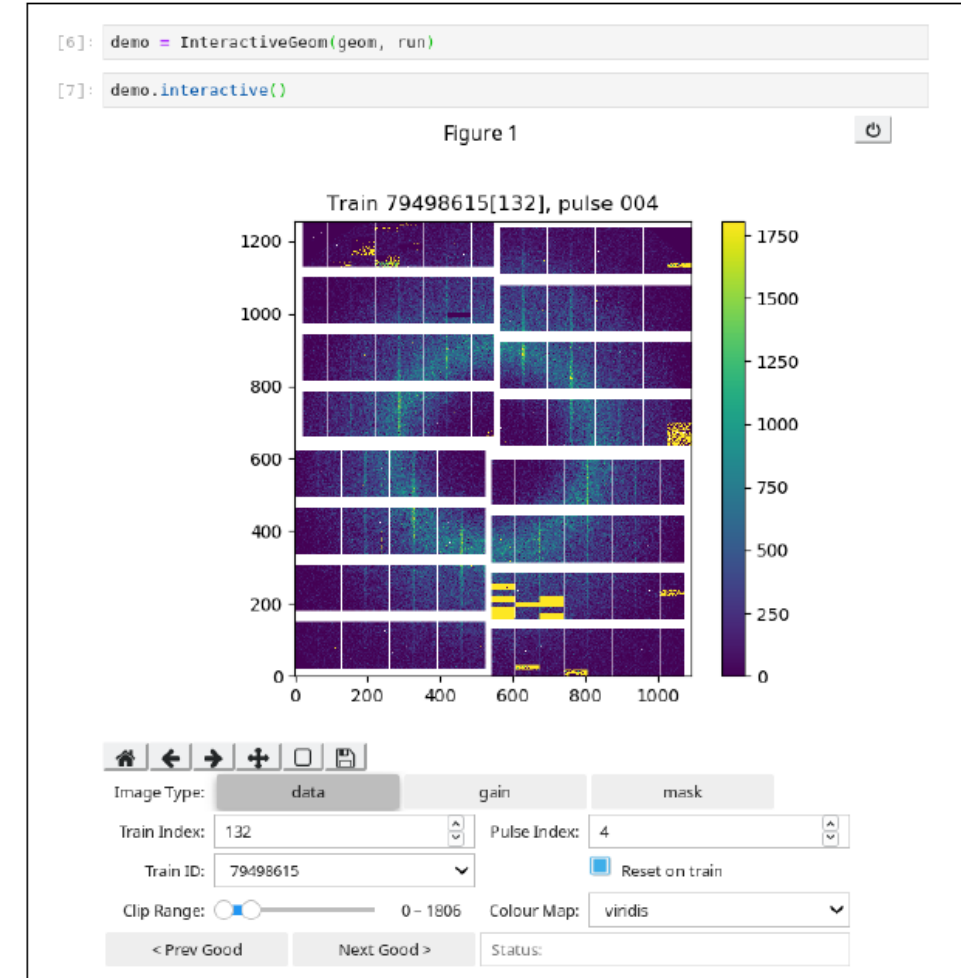 [6]: demo = InteractiveGeom(geom, run)
[7]: demo.interactive()
Figure 1
Train 79498615[132], pulse 004
1200
1000
800
600
400
200
0
0 200 400 600 800 1000
1750
1500
1250
1000
750
500
250
0
Image Type: data gain mask
Train Index: 132 Pulse Index: 4
Train ID: 79498615 Reset on train
Clip Range: 0 – 1806 Colour Map: viridis
< Prev Good Next Good > Status: